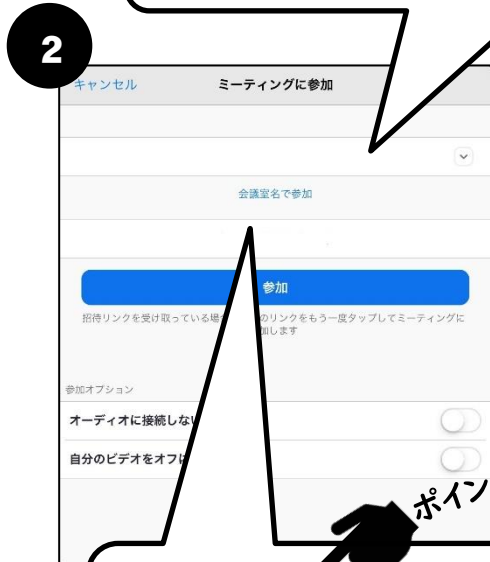 2
キャンセル
ミーティングに参加
会議室名で参加
参加
招待リンクを受け取っている場
のリンクをもう一度タップしてミーティングに
加します
参加オプション
オーディオに接続しな
自分のビデオをオフ
ポイン